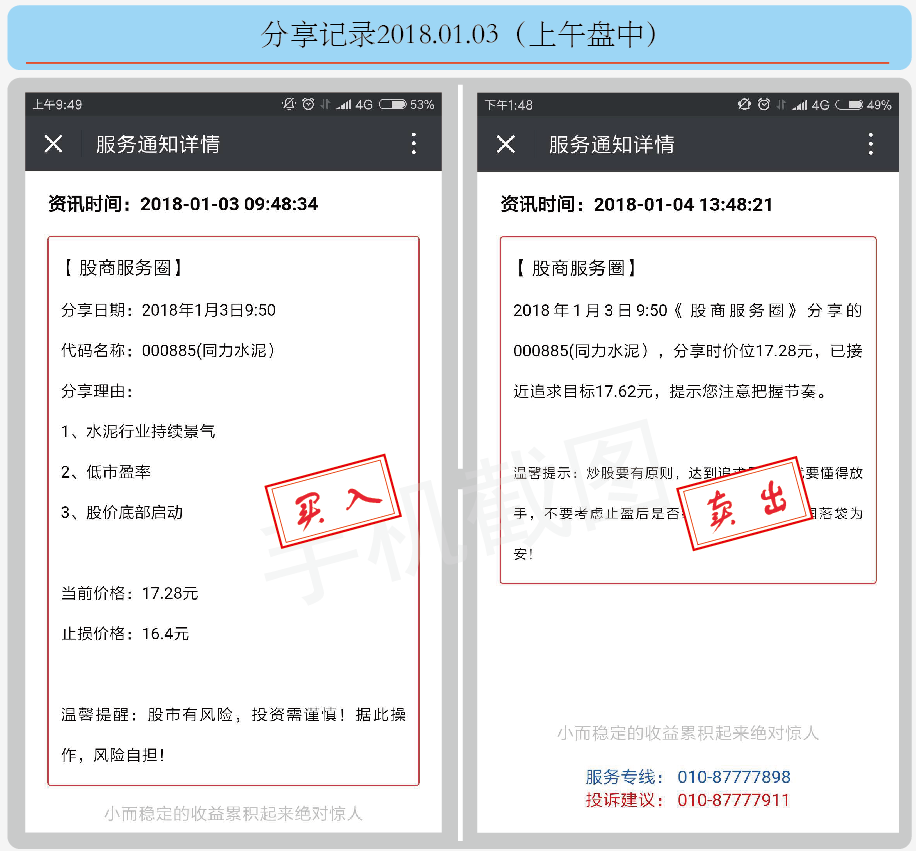 分享记录2018.01.03（上午盘中）
上午9:49
4G
53%
服务通知详情
资讯时间：2018-01-03 09:48:34
【 股商服务圈】
分享日期：2018年1月3日9:50
代码名称：000885(同力水泥）
分享理由：
1、水泥行业持续景气
2、低市盈率
3、股价底部启动
买入
当前价格：17.28元
止损价格：16.4元
温馨提醒：股市有风险，投资需谨慎！据此操
作，风险自担！
小而稳定的收益累积起来绝对惊人
下午1:48
4G
49%
服务通知详情
资讯时间：2018-01-04 13:48:21
【 股商服务圈】
2018年1月3日9:50《股商服务圈》分享的
000885(同力水泥），分享时价位17.28元，已接
近追求目标17.62元，提示您注意把握节奏。
温馨提示：炒股要有原则，达到追求 要懂得放
手，不要考虑止盈后是否 落袋为
安！
卖出
小而稳定的收益累积起来绝对惊人
服务专线： 010-87777898
投诉建议： 010-87777911
手机截图